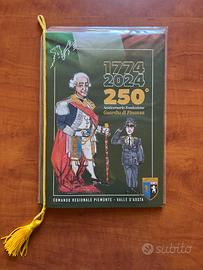 1774
2024
250°
Anniversario Fondazione
Guardia di Finanza
COMANDO REGIONALE PIEMONTE - VALLE D'AOSTA
subito